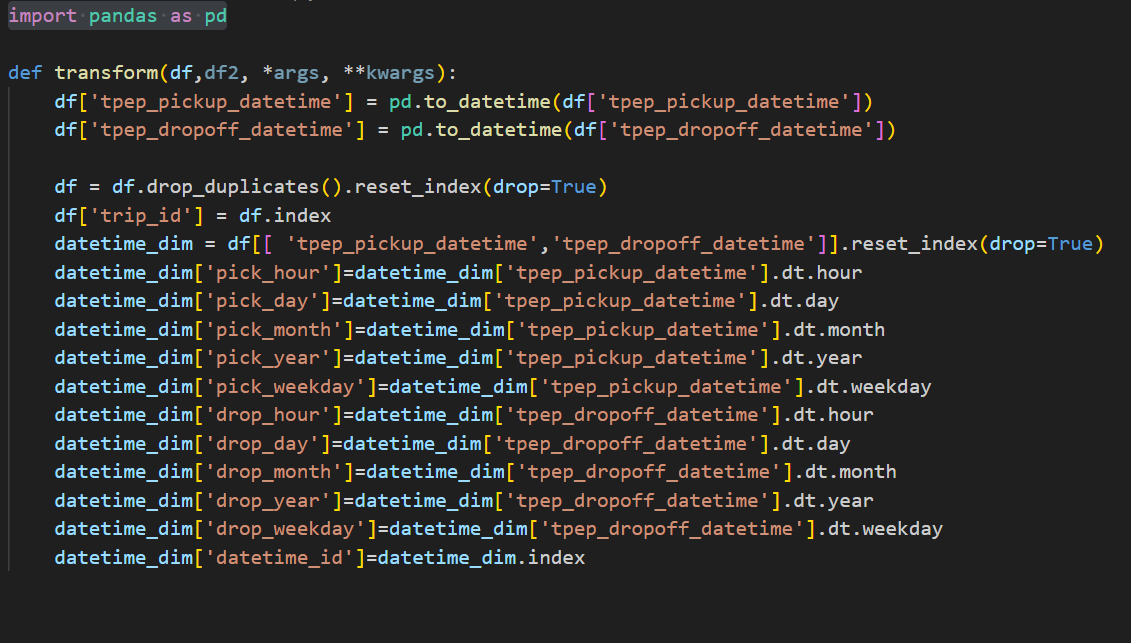 import pandas as pd
def transform(df,df2, *args, **kwargs):
    df['tpep_pickup_datetime'] = pd.to_datetime(df['tpep_pickup_datetime'])
    df['tpep_dropoff_datetime'] = pd.to_datetime(df['tpep_dropoff_datetime'])
    df = df.drop_duplicates().reset_index(drop=True)
    df['trip_id'] = df.index
    datetime_dim = df[[ 'tpep_pickup_datetime','tpep_dropoff_datetime']].reset_index(drop=True)
    datetime_dim['pick_hour']=datetime_dim['tpep_pickup_datetime'].dt.hour
    datetime_dim['pick_day']=datetime_dim['tpep_pickup_datetime'].dt.day
    datetime_dim['pick_month']=datetime_dim['tpep_pickup_datetime'].dt.month
    datetime_dim['pick_year']=datetime_dim['tpep_pickup_datetime'].dt.year
    datetime_dim['pick_weekday']=datetime_dim['tpep_pickup_datetime'].dt.weekday
    datetime_dim['drop_hour']=datetime_dim['tpep_dropoff_datetime'].dt.hour
    datetime_dim['drop_day']=datetime_dim['tpep_dropoff_datetime'].dt.day
    datetime_dim['drop_month']=datetime_dim['tpep_dropoff_datetime'].dt.month
    datetime_dim['drop_year']=datetime_dim['tpep_dropoff_datetime'].dt.year
    datetime_dim['drop_weekday']=datetime_dim['tpep_dropoff_datetime'].dt.weekday
    datetime_dim['datetime_id']=datetime_dim.index